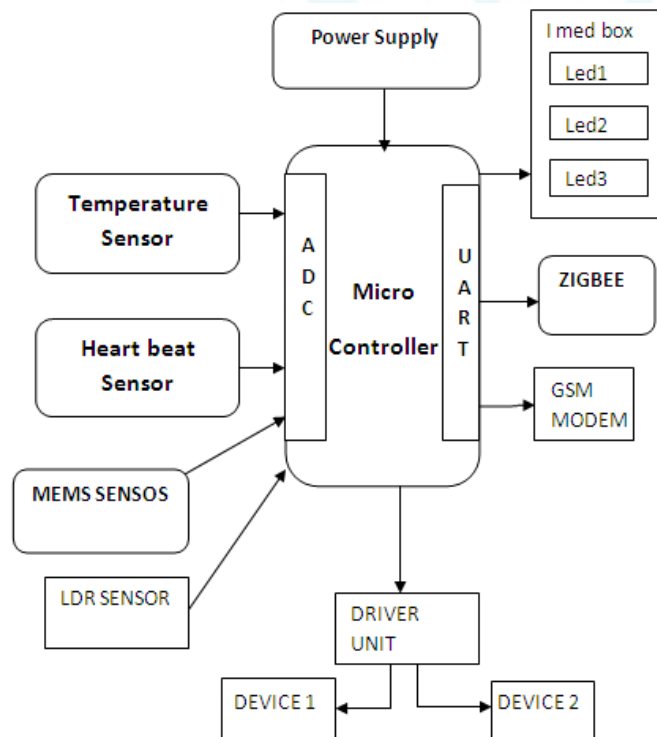 Power Supply
I med box
Led1
Led2
Led3
Temperature
Sensor
A
D
C
Micro
Controller
U
A
R
T
ZIGBEE
Heart beat
Sensor
GSM
MODEM
MEMS SENSOS
LDR SENSOR
DRIVER
UNIT
DEVICE 1
DEVICE 2